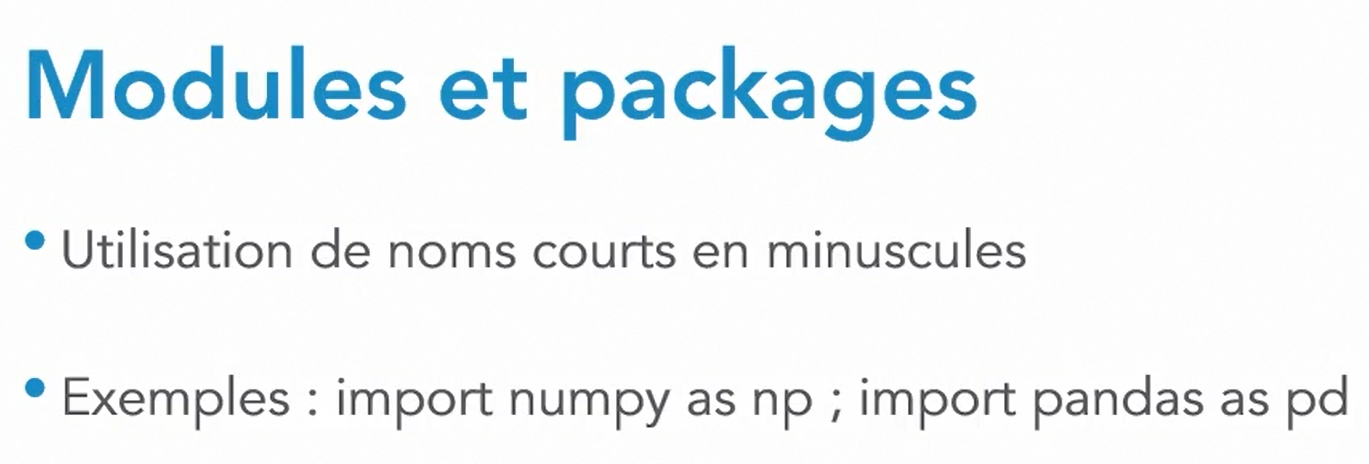 Modules et packages
• Utilisation de noms courts en minuscules
• Exemples : import numpy as np ; import pandas as pd